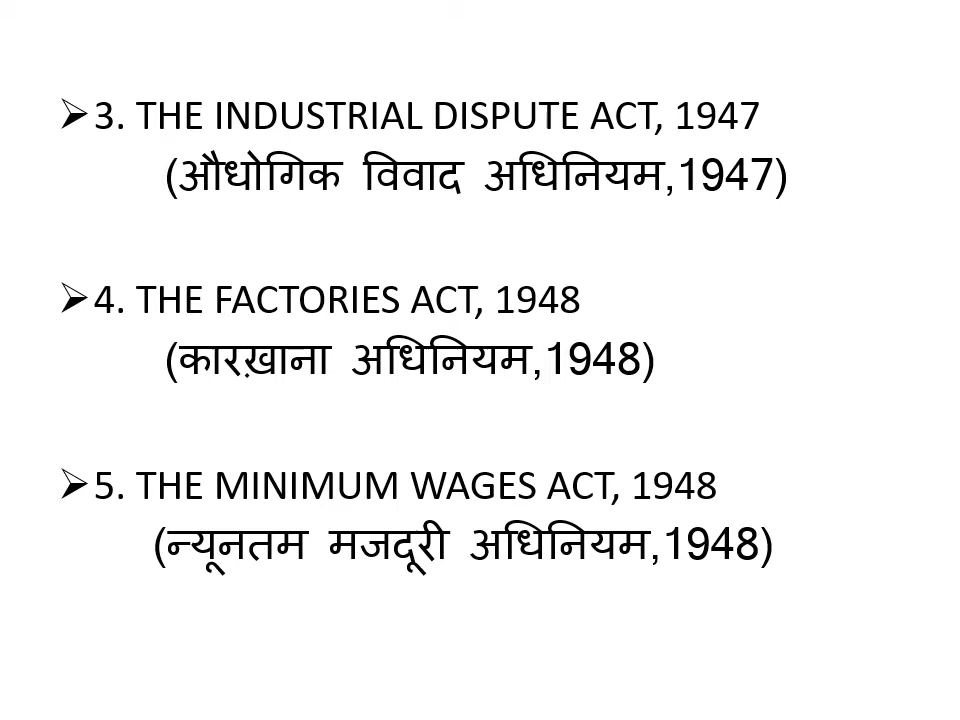 ➢3. THE INDUSTRIAL DISPUTE ACT, 1947
(औधोगिक विवाद अधिनियम,1947)
➢4. THE FACTORIES ACT, 1948
(कारख़ाना अधिनियम,1948)
➢5. THE MINIMUM WAGES ACT, 1948
(न्यूनतम मजदूरी अधिनियम,1948)